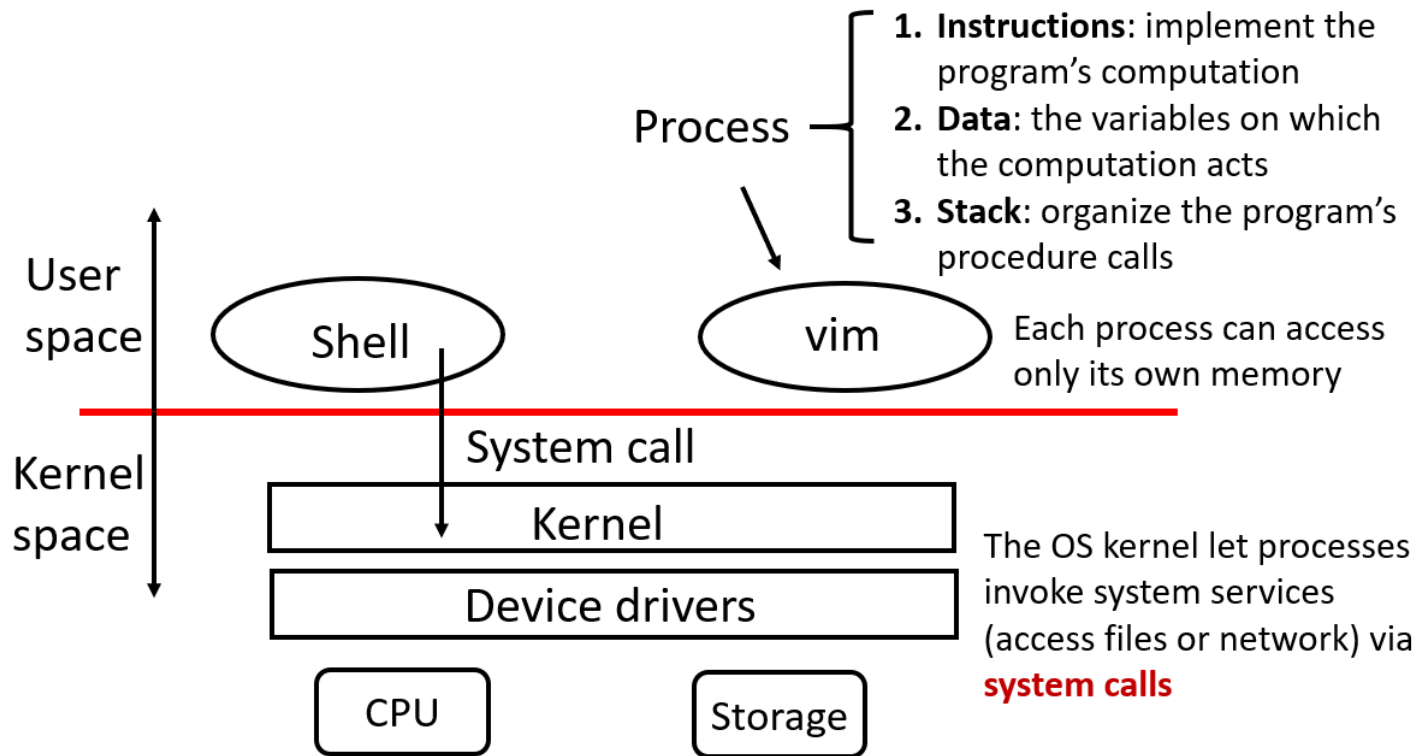 1. Instructions: implement the
program’s computation
Process
2. Data: the variables on which
the computation acts
3. Stack: organize the program’s
procedure calls
User
space
Shell
vim
Each process can access
only its own memory
System call
Kernel
space
Kernel
Device drivers
The OS kernel let processes
invoke system services
(access files or network) via
system calls
CPU
Storage